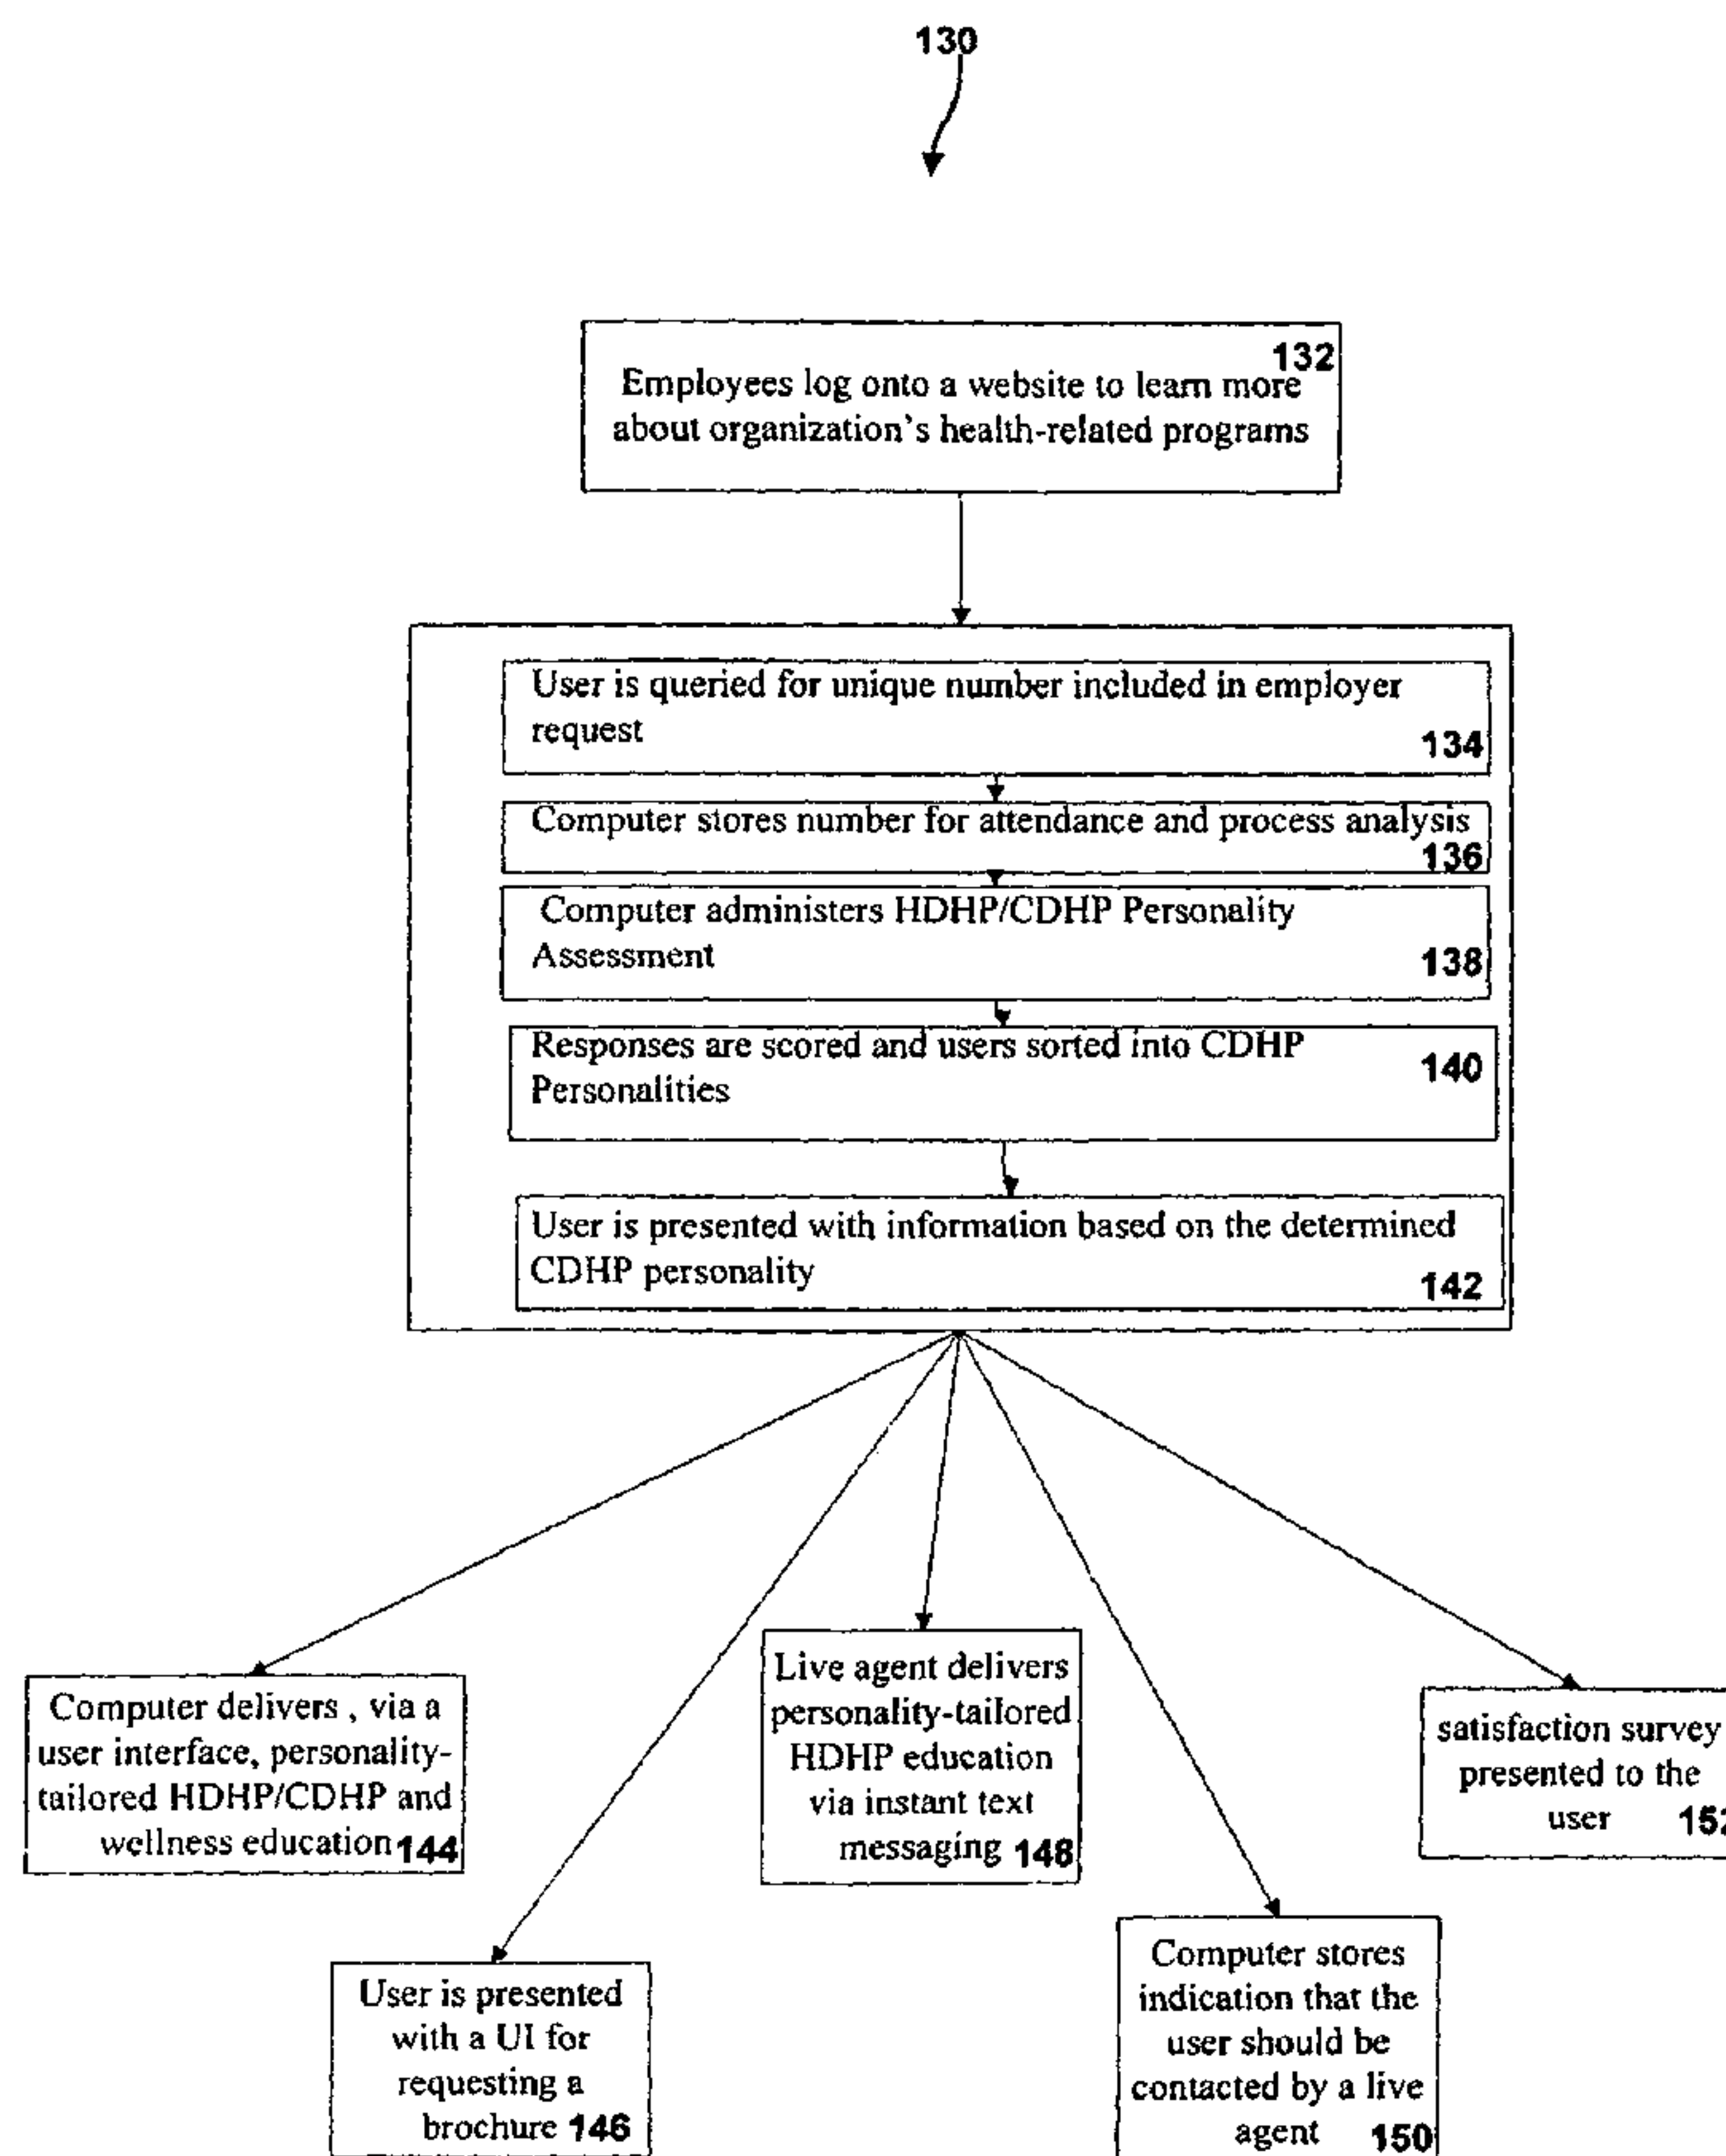 130
132
Employees log onto a website to learn more
about organization's health-related programs
User is queried for unique number included in employer
request
134
Computer stores number for attendance and process analysis
136
Computer administers HDHP/CDHP Personality
Assessment
138
Responses are scored and users sorted into CDHP
Personalities
140
User is presented with information based on the determined
CDHP personality
142
Computer delivers , via a
user interface, personality-
tailored HDHP/CDHP and
wellness education 144
User is presented
with a UI for
requesting a
brochure 146
Live agent delivers
personality-tailored
HDHP education
via instant text
messaging 148
Computer stores
indication that the
user should be
contacted by a live
agent 150
satisfaction survey
presented to the
user